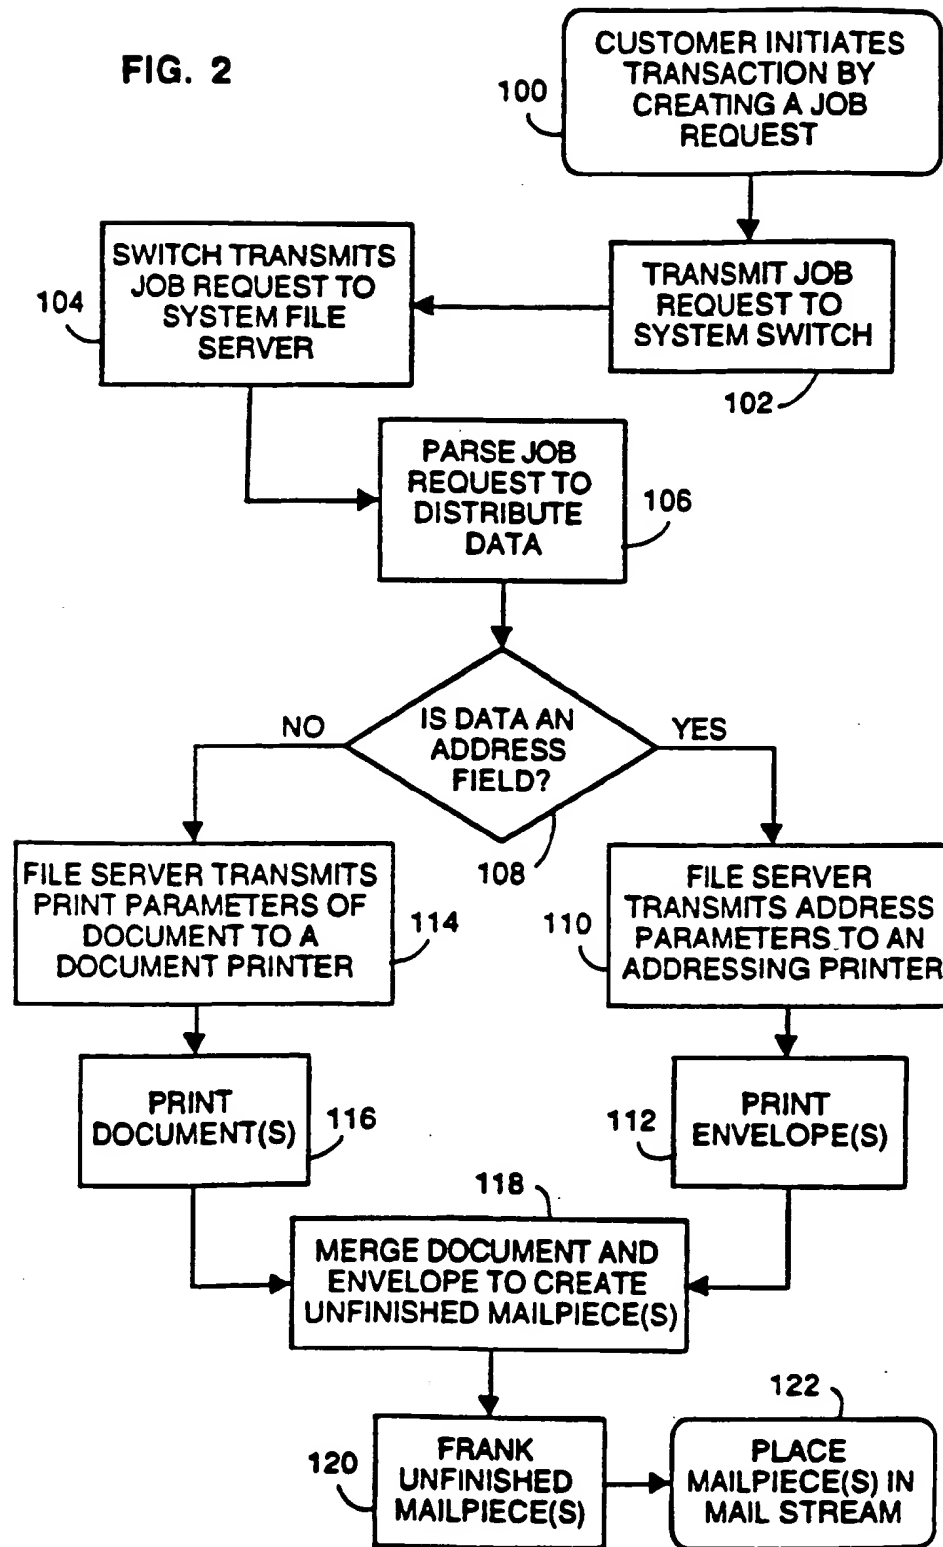 FIG. 2
CUSTOMER INITIATES
TRANSACTION BY
CREATING A JOB
REQUEST
100
TRANSMIT JOB
REQUEST TO
SYSTEM SWITCH
102
SWITCH TRANSMITS
JOB REQUEST TO
SYSTEM FILE
SERVER
104
PARSE JOB
REQUEST TO
DISTRIBUTE
DATA
106
IS DATA AN
ADDRESS
FIELD?
108
NO
YES
FILE SERVER TRANSMITS
PRINT PARAMETERS OF
DOCUMENT TO A
DOCUMENT PRINTER
114
FILE SERVER
TRANSMITS ADDRESS
PARAMETERS TO AN
ADDRESSING PRINTER
110
PRINT
DOCUMENT(S)
116
PRINT
ENVELOPE(S)
112
118
MERGE DOCUMENT AND
ENVELOPE TO CREATE
UNFINISHED MAILPIECE(S)
FRANK
UNFINISHED
MAILPIECE(S)
120
122
PLACE
MAILPIECE(S) IN
MAIL STREAM